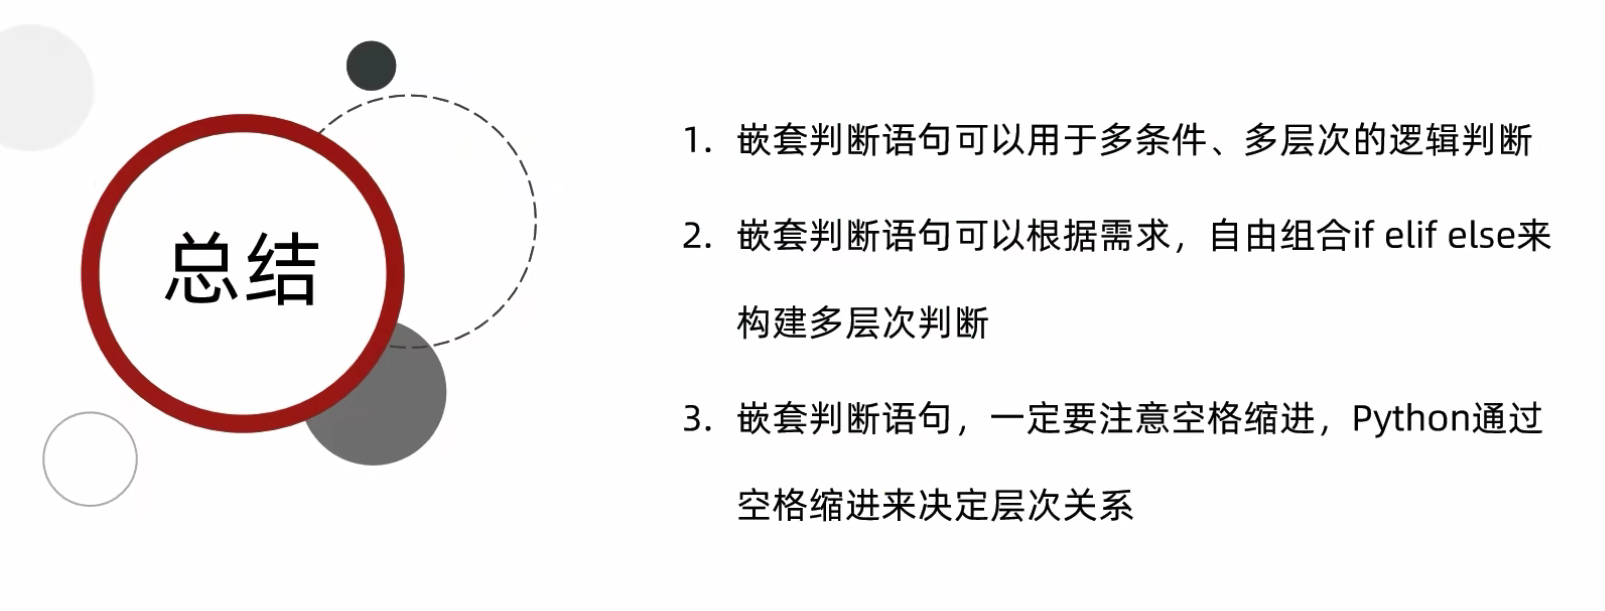 总结
1. 嵌套判断语句可以用于多条件、多层次的逻辑判断
2. 嵌套判断语句可以根据需求，自由组合if elif else来
构建多层次判断
3. 嵌套判断语句，一定要注意空格缩进，Python通过
空格缩进来决定层次关系